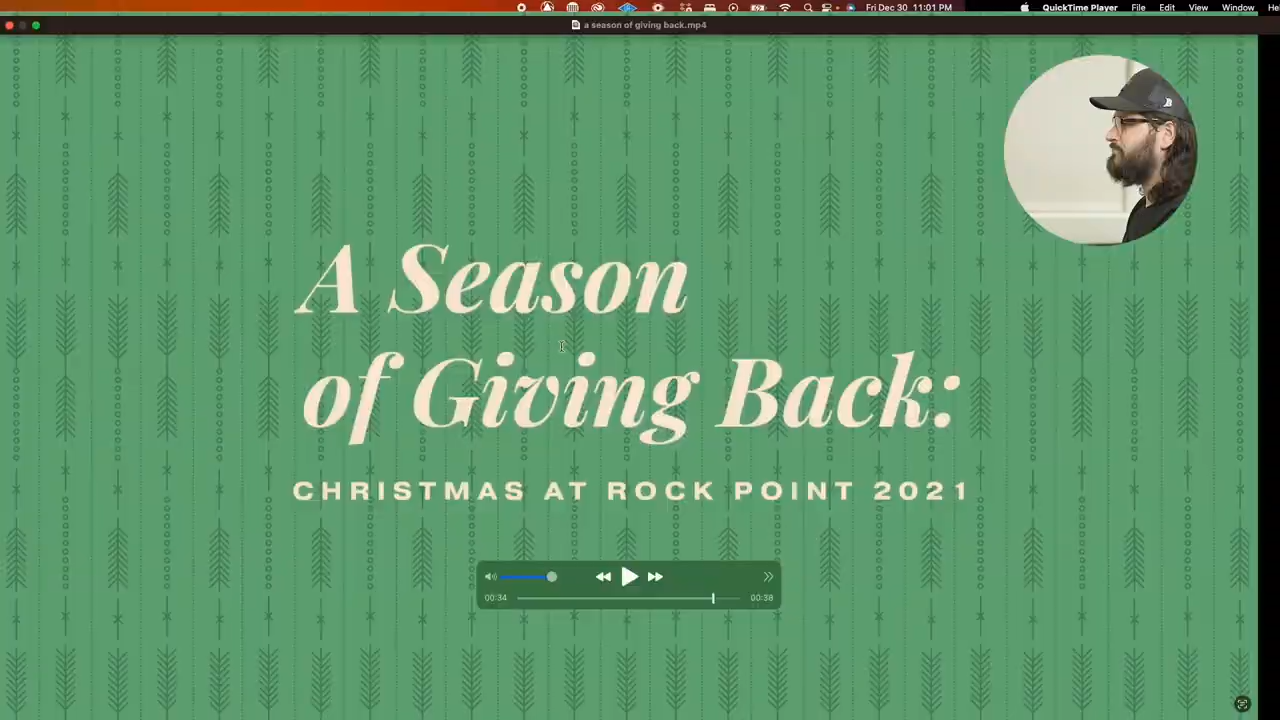 Fri Dec 30 11:01 PM QuickTime Player File Edit View Window
a season of giving back.mp4
A Season
of Giving Back:
CHRISTMAS AT ROCK POINT 2021
00:34 00:38